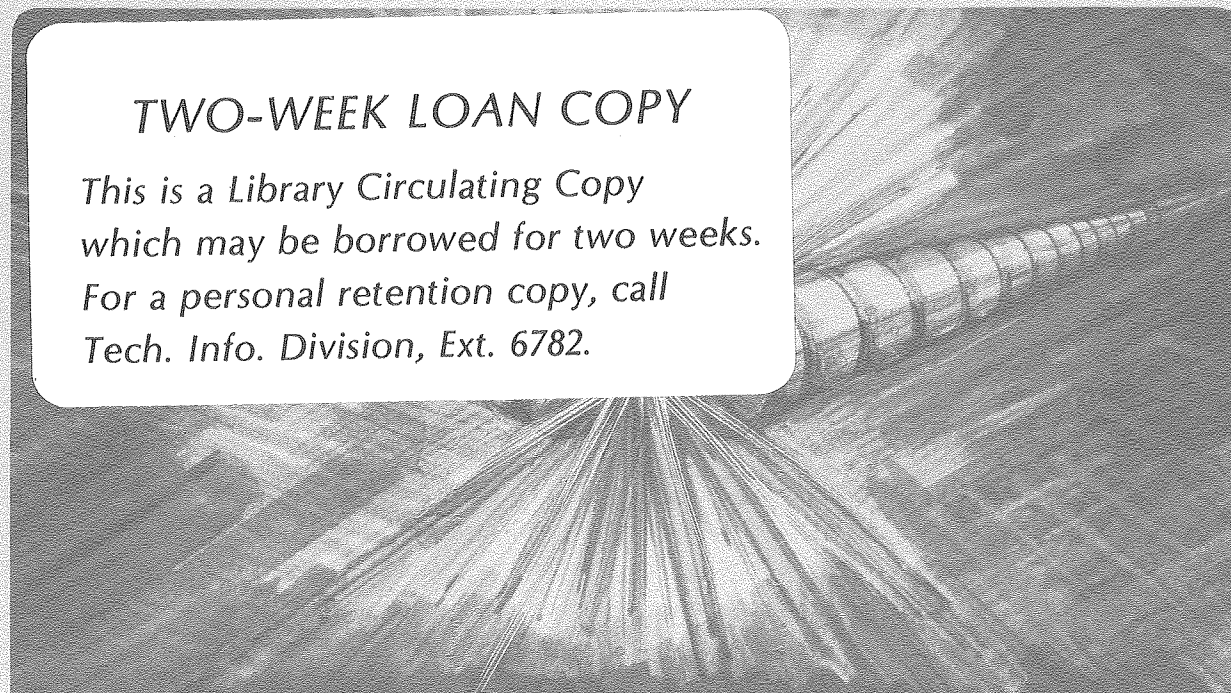 TWO-WEEK LOAN COPY
This is a Library Circulating Copy
which may be borrowed for two weeks.
For a personal retention copy, call
Tech. Info. Division, Ext. 6782.